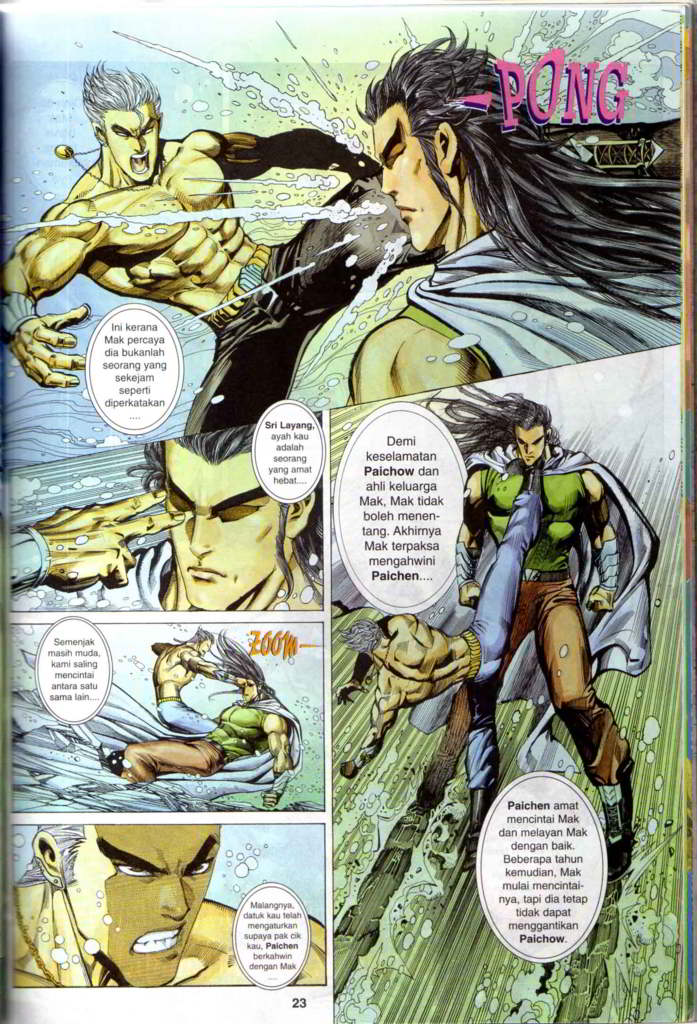 -PONG
Ini kerana
Mak percaya
dia bukanlah
seorang yang
sekejam
seperti
diperkatakan
....
Sri Layang,
ayah kau
adalah
seorang
yang amat
hebat....
Semenjak
masih muda,
kami saling
mencintai
antara satu
sama lain....
ZOOM-
Malangnya,
datuk kau telah
mengaturkan
supaya pak cik
kau, Paichen
berkahwin
dengan Mak
....
Demi
keselamatan
Paichow dan
ahli keluarga
Mak, Mak tidak
boleh menen-
tang. Akhirnya
Mak terpaksa
mengahwini
Paichen....
Paichen amat
mencintai Mak
dan melayan Mak
dengan baik.
Beberapa tahun
kemudian, Mak
mulai mencintai-
nya, tapi dia tetap
tidak dapat
menggantikan
Paichow.
23